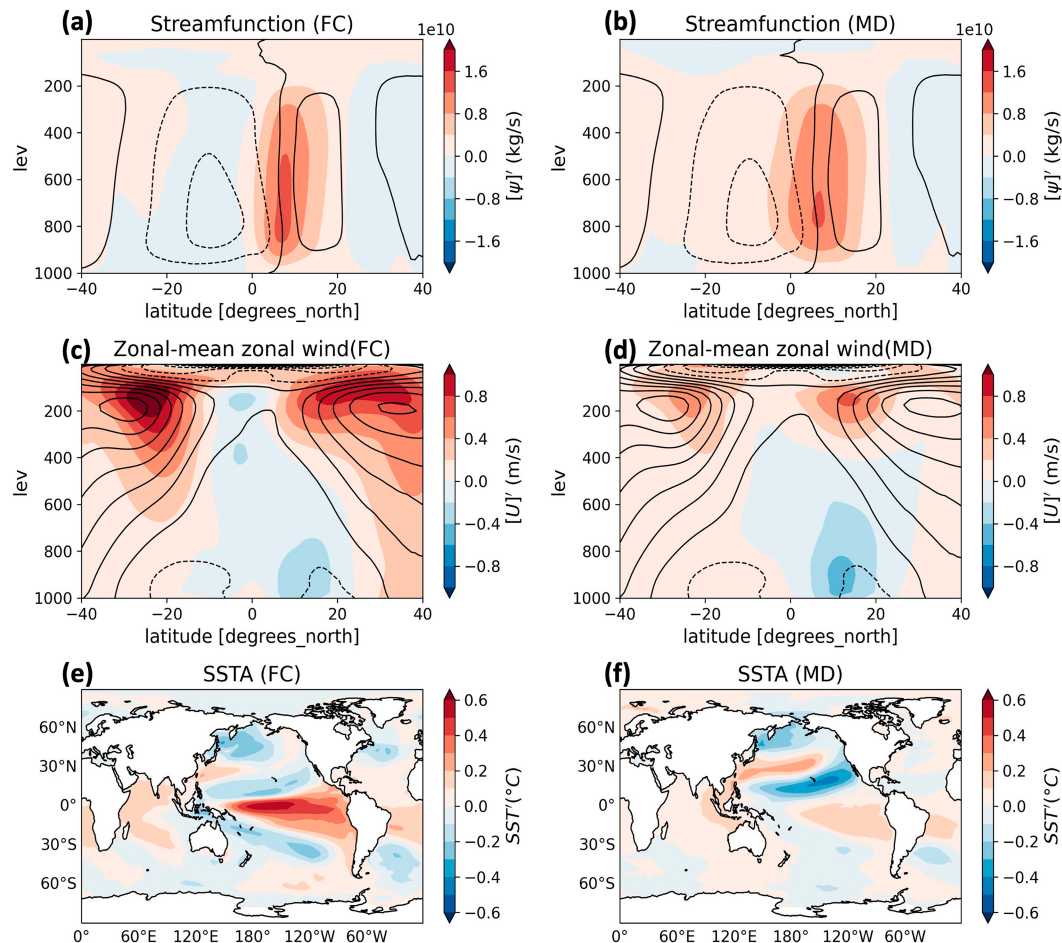 (a) Streamfunction (FC) 1e10
200
400
600
800
1000
lev
−40 −20 0 20 40
latitude [degrees_north]
1.6
0.8
0.0
−0.8
−1.6
[ψ]′ (kg/s)
(b) Streamfunction (MD) 1e10
200
400
600
800
1000
lev
−40 −20 0 20 40
latitude [degrees_north]
1.6
0.8
0.0
−0.8
−1.6
[ψ]′ (kg/s)
(c) Zonal-mean zonal wind(FC)
200
400
600
800
1000
lev
−40 −20 0 20 40
latitude [degrees_north]
0.8
0.4
0.0
−0.4
−0.8
[U]′ (m/s)
(d) Zonal-mean zonal wind(MD)
200
400
600
800
1000
lev
−40 −20 0 20 40
latitude [degrees_north]
0.8
0.4
0.0
−0.4
−0.8
[U]′ (m/s)
(e) SSTA (FC)
60°N
30°N
0°
30°S
60°S
0° 60°E 120°E 120°W 60°W
0.6
0.4
0.2
0.0
−0.2
−0.4
−0.6
SST′(°C)
(f) SSTA (MD)
60°N
30°N
0°
30°S
60°S
0° 60°E 120°E 120°W 60°W
0.6
0.4
0.2
0.0
−0.2
−0.4
−0.6
SST′(°C)